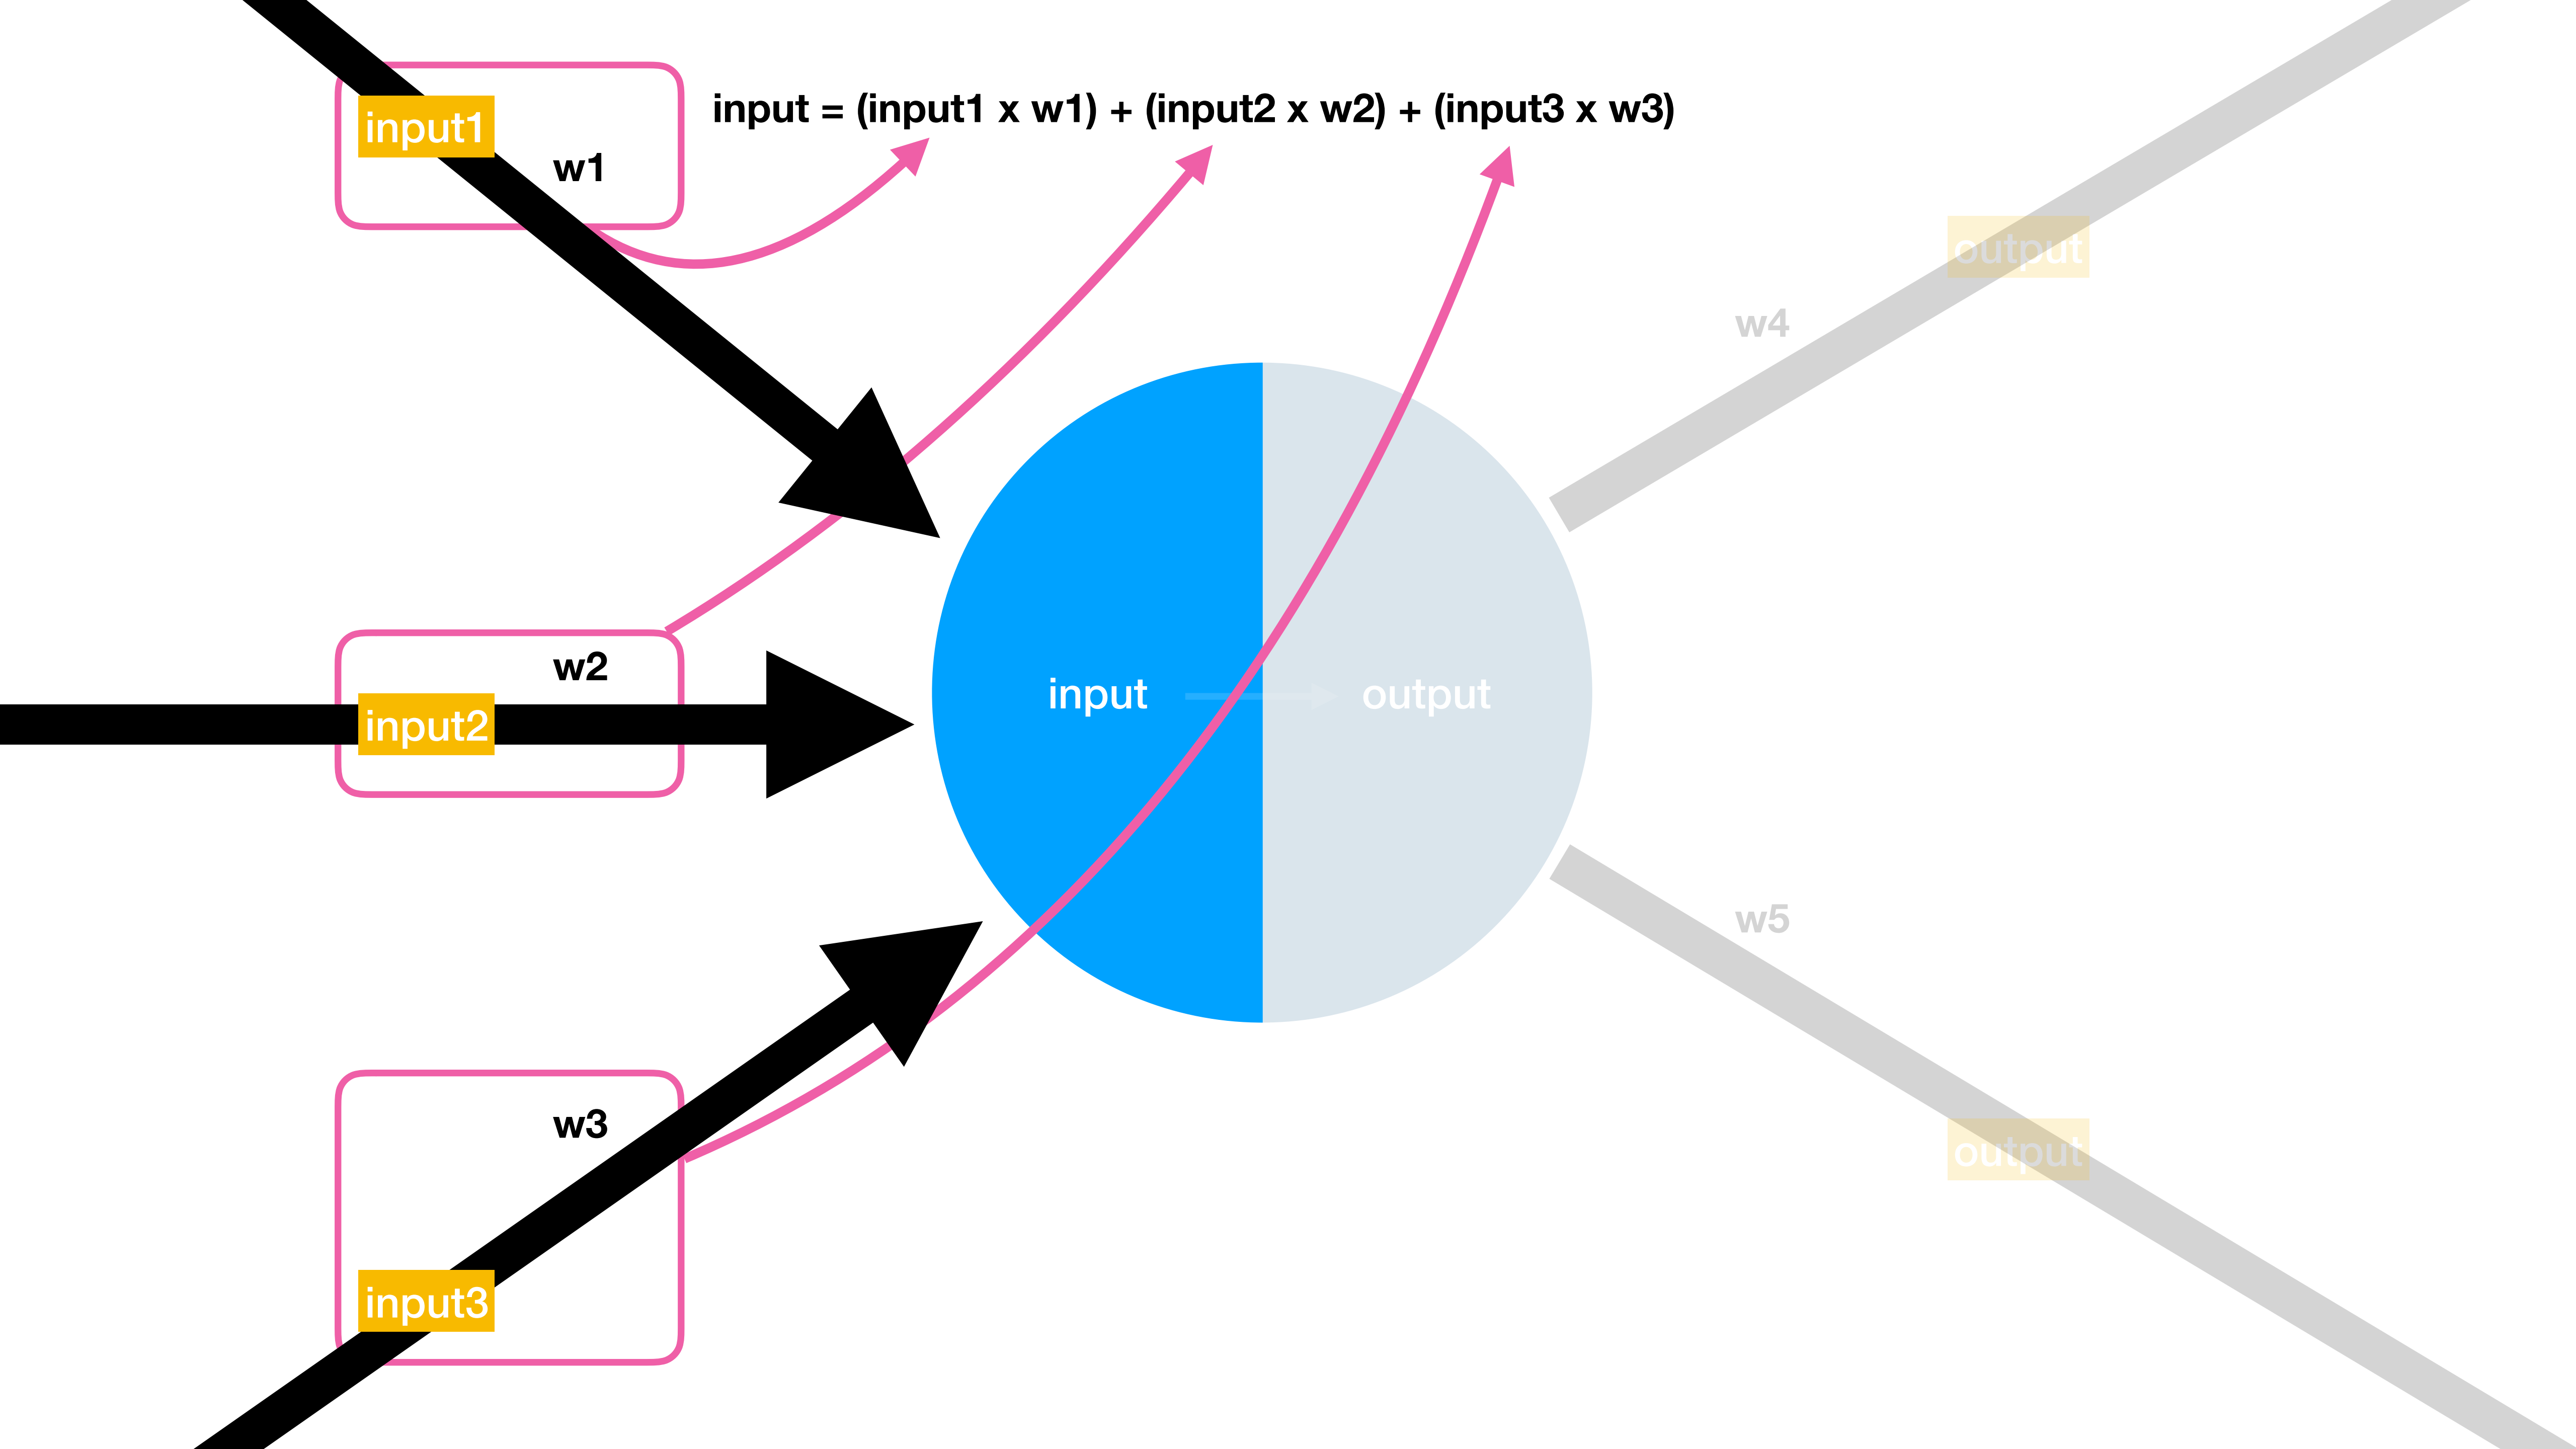 input = (input1 x w1) + (input2 x w2) + (input3 x w3)
input1
w1
output
w4
w2
input2
input
output
w5
w3
output
input3